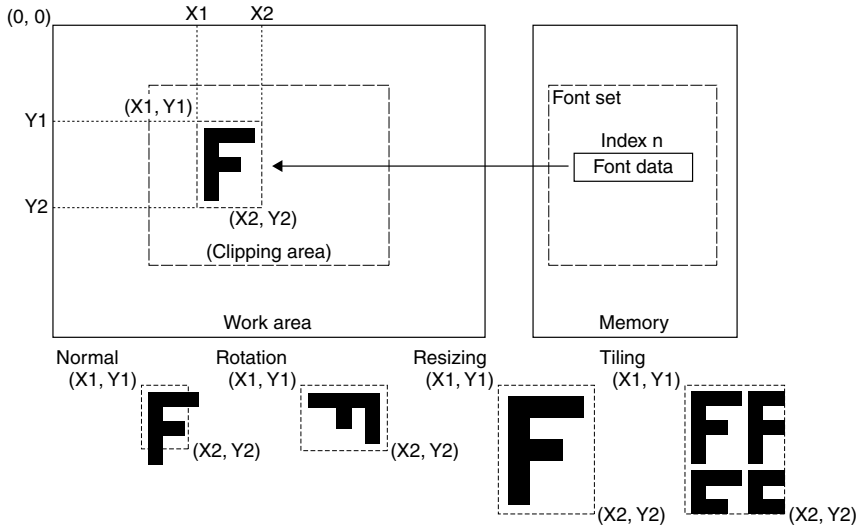 (0, 0)
X1 X2
(X1, Y1)
Font set
Y1
Index n
F
Font data
Y2
(X2, Y2)
(Clipping area)
Work area
Memory
Normal
Rotation
Resizing
Tiling
(X1, Y1)
(X1, Y1)
(X1, Y1)
(X1, Y1)
F
F
F
F F
F F
(X2, Y2)
(X2, Y2)
(X2, Y2)
(X2, Y2)